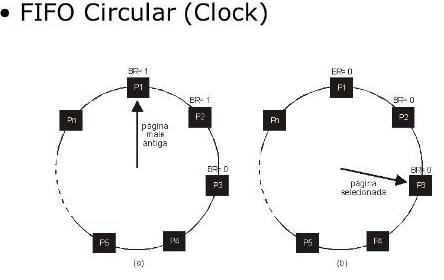 • FIFO Circular (Clock)
BR= 1
P1
BR= 1
P2
BR= 0
P3
P4
P5
Pn
página
mais
antiga
(a)
BR= 0
P1
BR= 0
P2
BR= 0
P3
P4
P5
Pn
página
selecionada
(b)